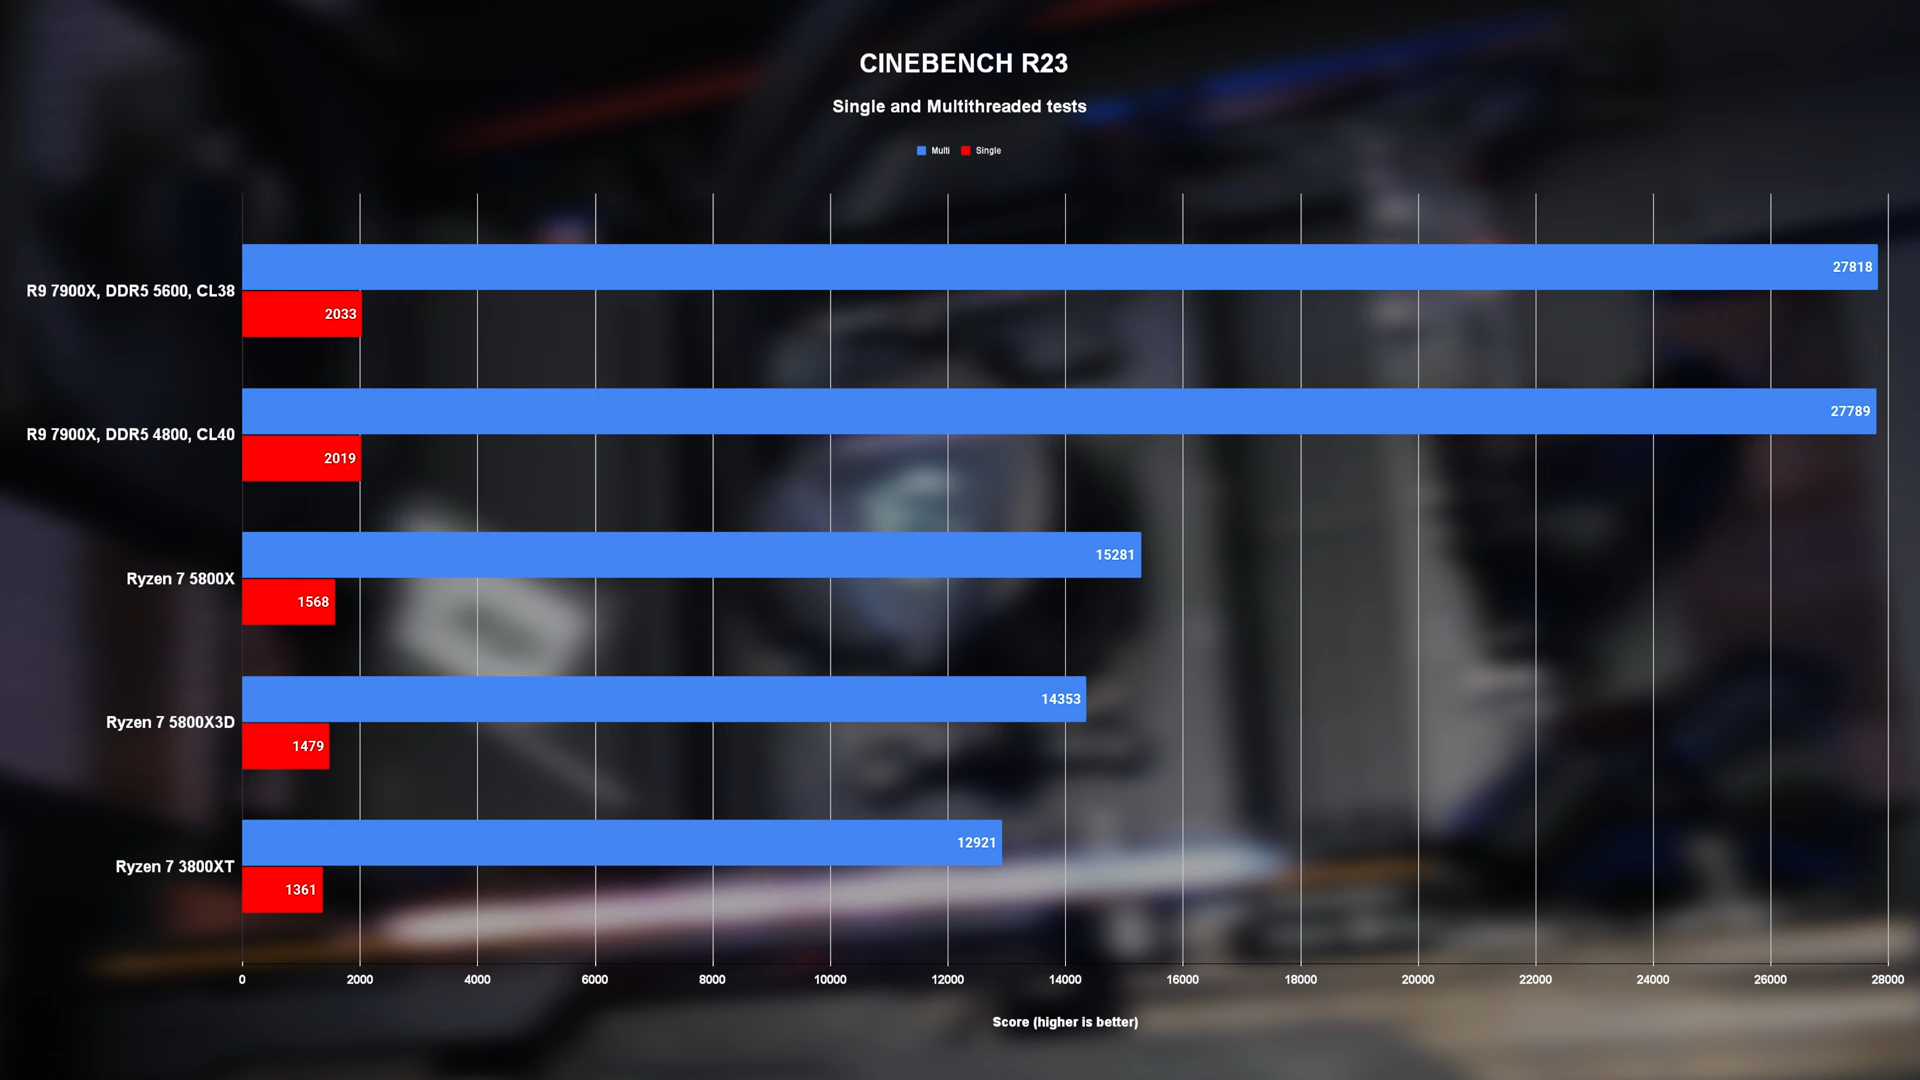 CINEBENCH R23
Single and Multithreaded tests
Multi Single
27818
R9 7900X, DDR5 5600, CL38
2033
27789
R9 7900X, DDR5 4800, CL40
2019
15281
Ryzen 7 5800X
1568
14353
Ryzen 7 5800X3D
1479
12921
Ryzen 7 3800XT
1361
0 2000 4000 6000 8000 10000 12000 14000 16000 18000 20000 22000 24000 26000 28000
Score (higher is better)